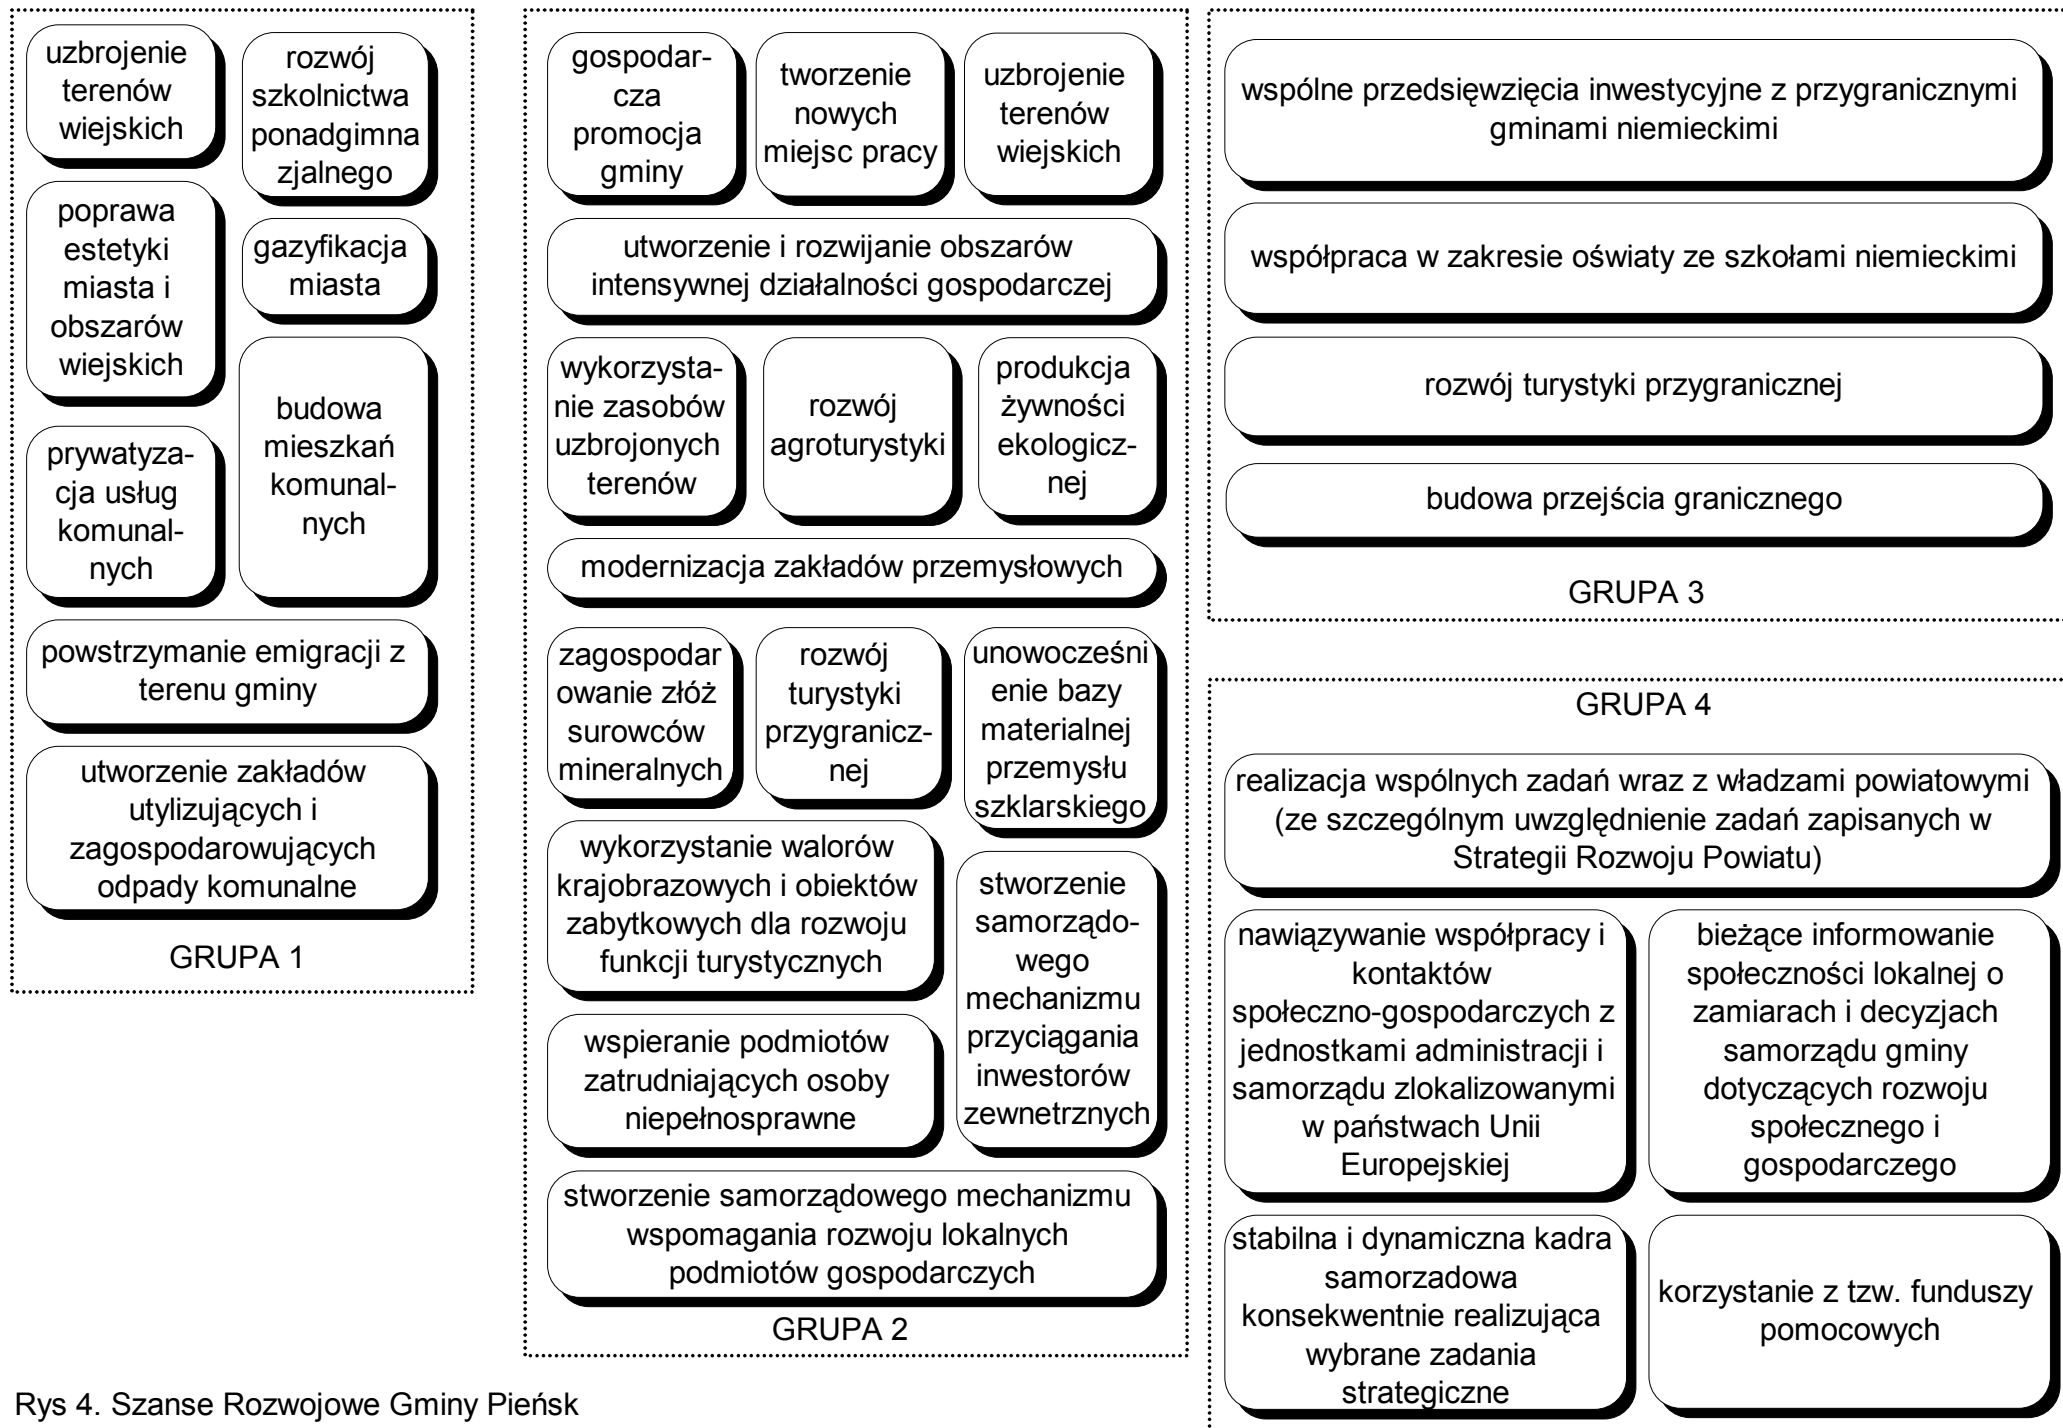 uzbrojenie
terenów
wiejskich
rozwój
szkolnictwa
ponadgimna
zjalnego
poprawa
estetyki
miasta i
obszarów
wiejskich
gazyfikacja
miasta
budowa
mieszkań
komunal-
nych
prywatyza-
cja usług
komunal-
nych
powstrzymanie emigracji z
terenu gminy
utworzenie zakładów
utylizujących i
zagospodarowujących
odpady komunalne
GRUPA 1
gospodar-
cza
promocja
gminy
tworzenie
nowych
miejsc pracy
uzbrojenie
terenów
wiejskich
utworzenie i rozwijanie obszarów
intensywnej działalności gospodarczej
wykorzysta-
nie zasobów
uzbrojonych
terenów
rozwój
agroturystyki
produkcja
żywności
ekologicz-
nej
modernizacja zakładów przemysłowych
zagospodar
owanie złóż
surowców
mineralnych
rozwój
turystyki
przygranicz-
nej
unowocześni
enie bazy
materialnej
przemysłu
szklarskiego
wykorzystanie walorów
krajobrazowych i obiektów
zabytkowych dla rozwoju
funkcji turystycznych
stworzenie
samorządo-
wego
mechanizmu
przyciągania
inwestorów
zewnetrznych
wspieranie podmiotów
zatrudniających osoby
niepełnosprawne
stworzenie samorządowego mechanizmu
wspomagania rozwoju lokalnych
podmiotów gospodarczych
GRUPA 2
wspólne przedsięwzięcia inwestycyjne z przygranicznymi
gminami niemieckimi
współpraca w zakresie oświaty ze szkołami niemieckimi
rozwój turystyki przygranicznej
budowa przejścia granicznego
GRUPA 3
GRUPA 4
realizacja wspólnych zadań wraz z władzami powiatowymi
(ze szczególnym uwzględnienie zadań zapisanych w
Strategii Rozwoju Powiatu)
nawiązywanie współpracy i
kontaktów
społeczno-gospodarczych z
jednostkami administracji i
samorządu zlokalizowanymi
w państwach Unii
Europejskiej
bieżące informowanie
społeczności lokalnej o
zamiarach i decyzjach
samorządu gminy
dotyczących rozwoju
społecznego i
gospodarczego
stabilna i dynamiczna kadra
samorzadowa
konsekwentnie realizująca
wybrane zadania
strategiczne
korzystanie z tzw. funduszy
pomocowych
Rys 4. Szanse Rozwojowe Gminy Pieńsk